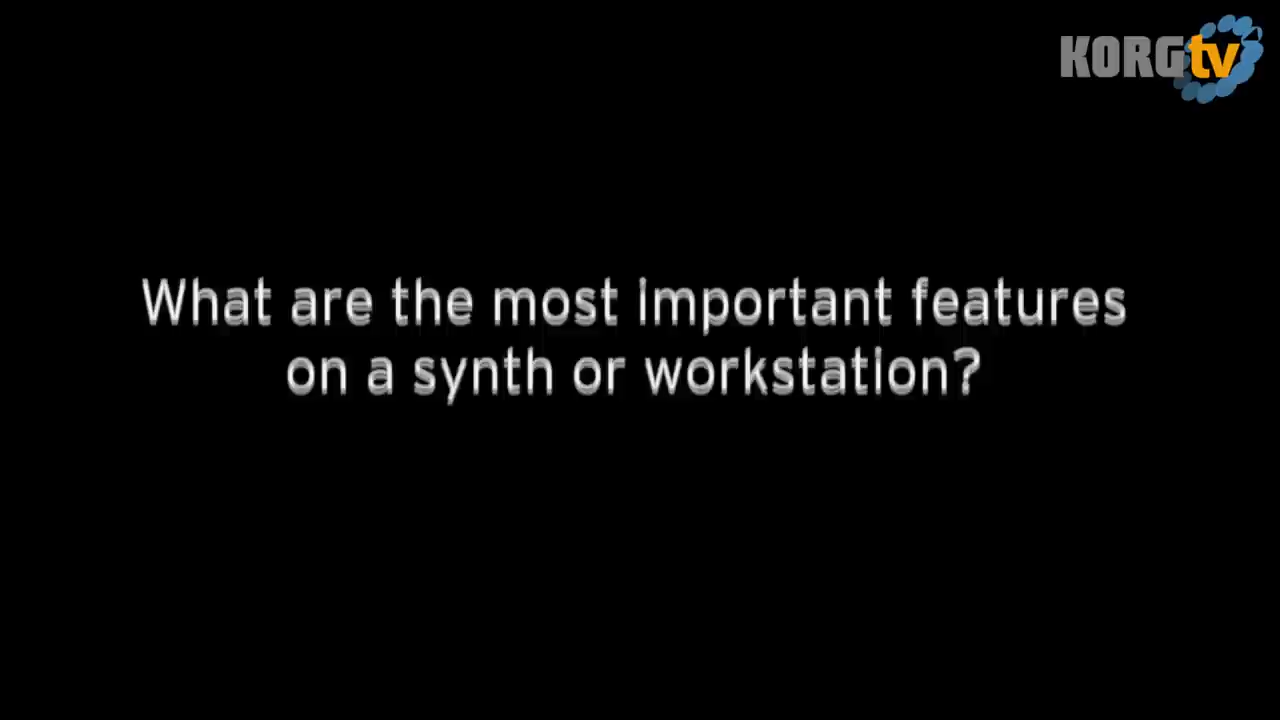 KORGtv
What are the most important features
on a synth or workstation?